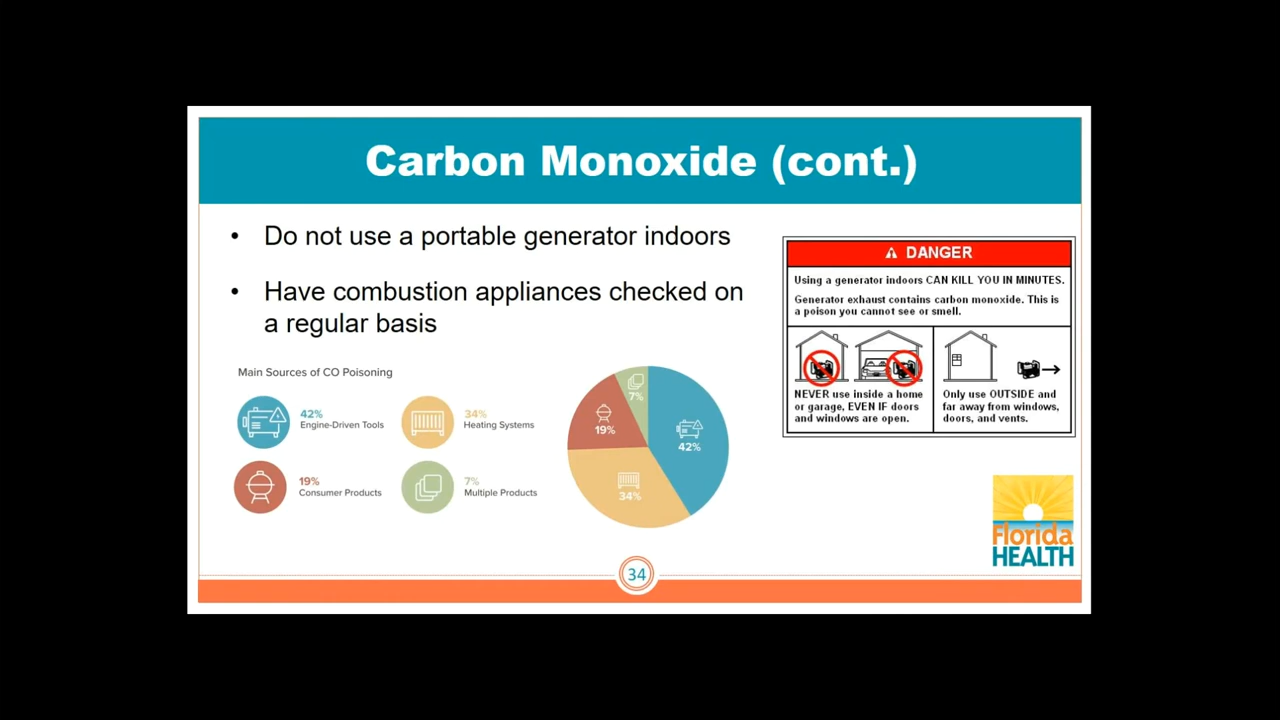 Carbon Monoxide (cont.)
• Do not use a portable generator indoors
• Have combustion appliances checked on
a regular basis
Main Sources of CO Poisoning
42%
Engine-Driven Tools
34%
Heating Systems
19%
Consumer Products
7%
Multiple Products
7%
19%
42%
34%
DANGER
Using a generator indoors CAN KILL YOU IN MINUTES.
Generator exhaust contains carbon monoxide. This is
a poison you cannot see or smell.
NEVER use inside a home
or garage, EVEN IF doors
and windows are open.
Only use OUTSIDE and
far away from windows,
doors, and vents.
Florida
HEALTH
34